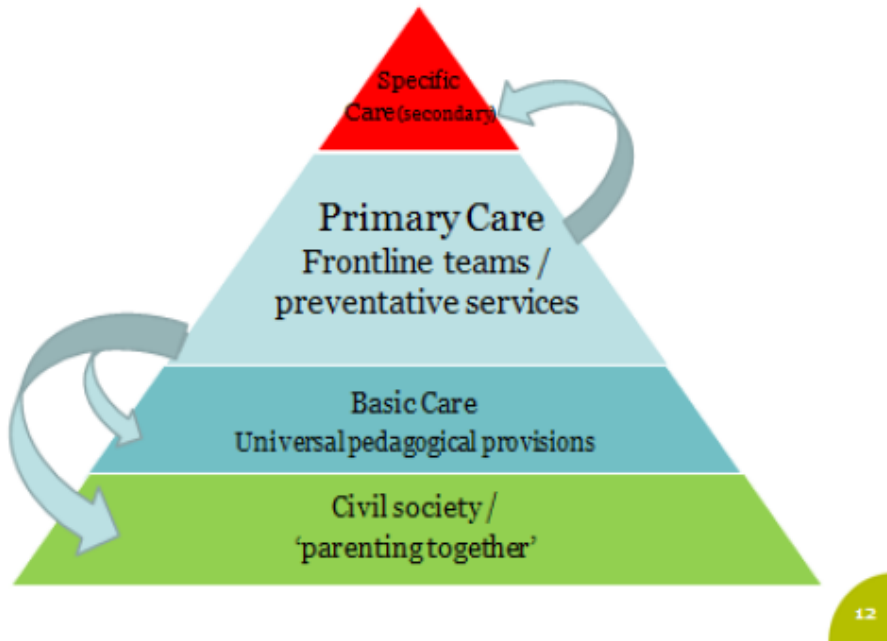 Specific
Care(secondary)
Primary Care
Frontline teams /
preventative services
Basic Care
Universal pedagogical provisions
Civil society /
‘parenting together’
12